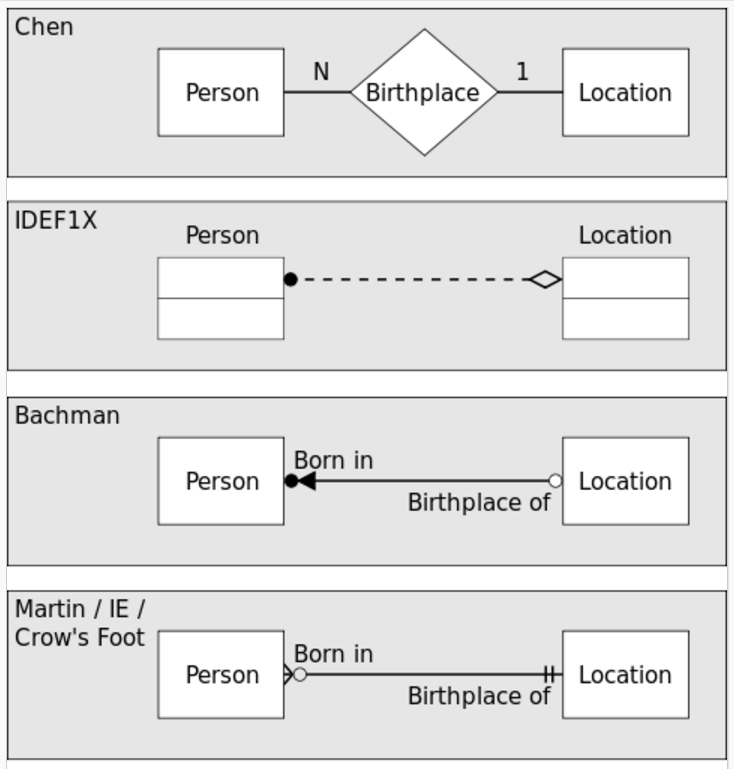 Chen
Person
N
Birthplace
1
Location
IDEF1X
Person
Location
Bachman
Person
Born in
Birthplace of
Location
Martin / IE /
Crow's Foot
Person
Born in
Birthplace of
Location